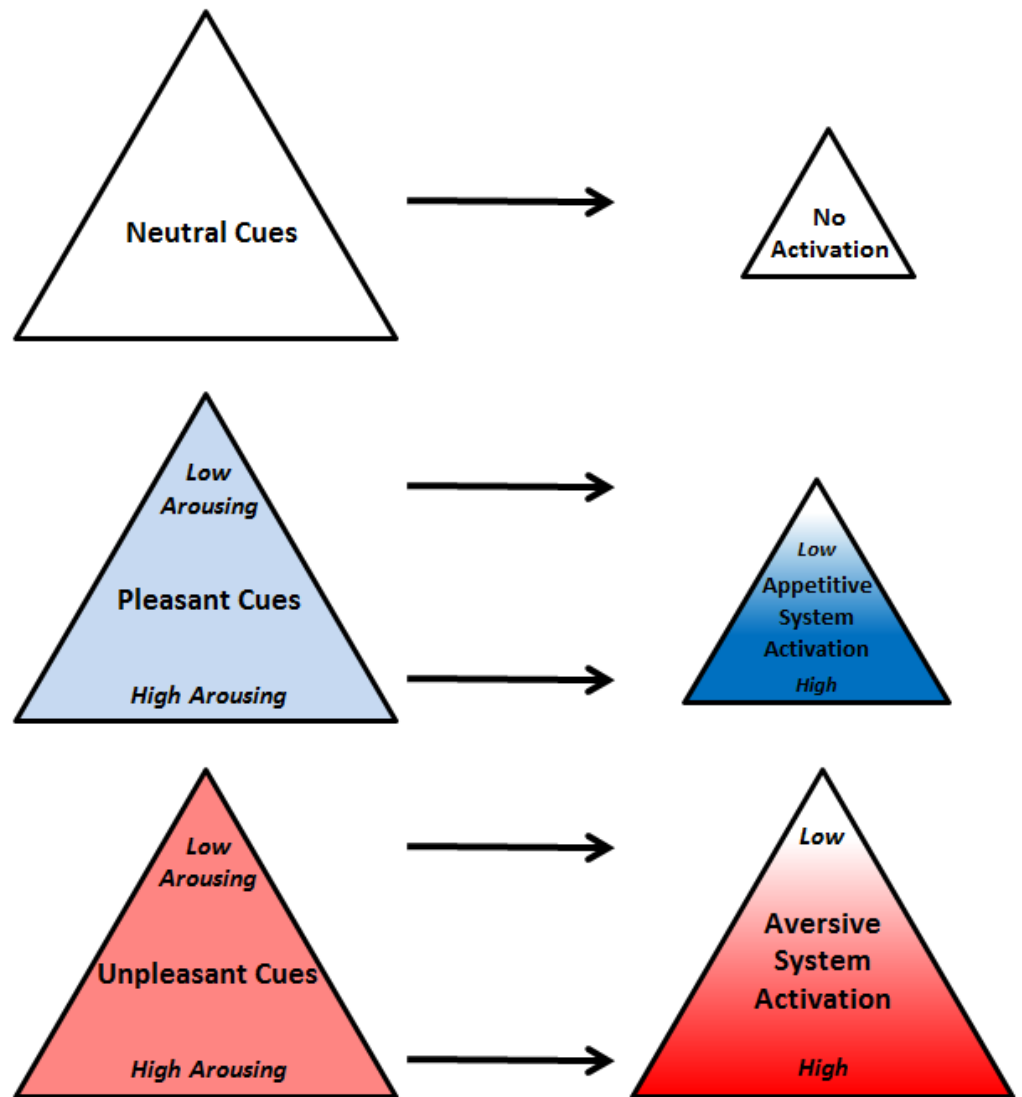 Neutral Cues
No
Activation
Low
Arousing
Pleasant Cues
High Arousing
Low
Appetitive
System
Activation
High
Low
Arousing
Unpleasant Cues
High Arousing
Low
Aversive
System
Activation
High